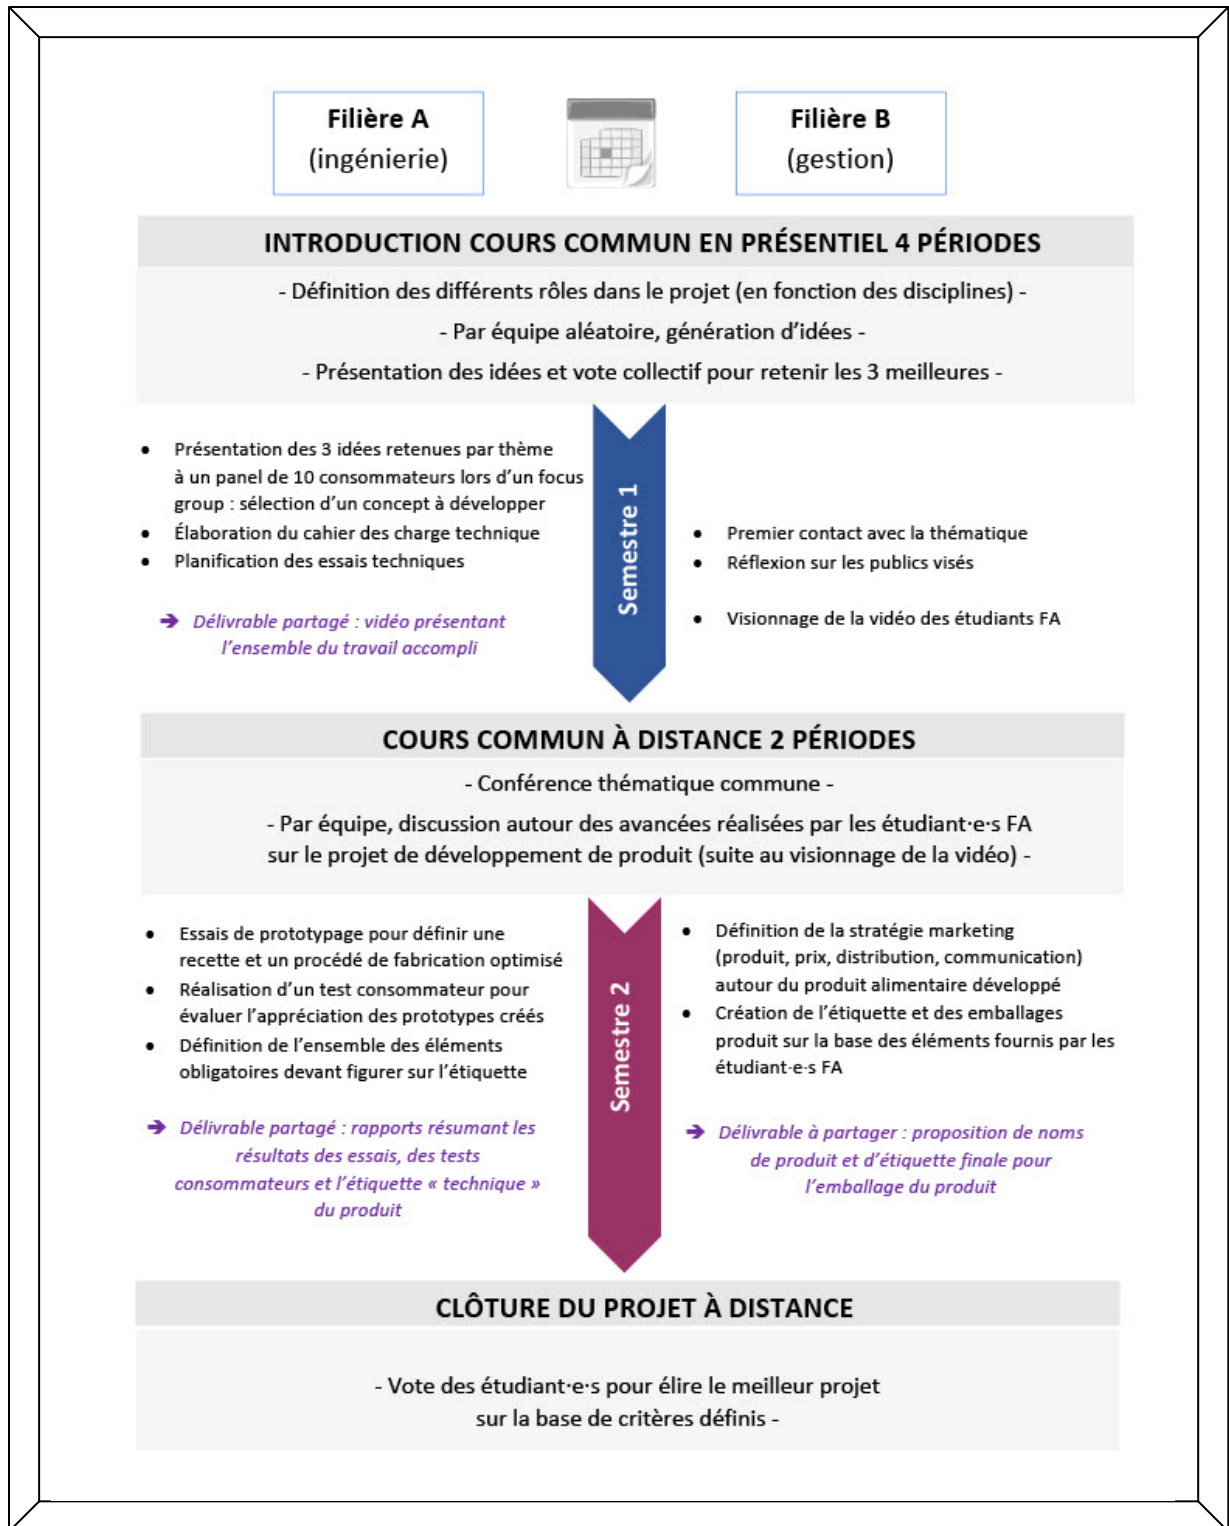 Filière A
(ingénierie)
Filière B
(gestion)
INTRODUCTION COURS COMMUN EN PRÉSENTIEL 4 PÉRIODES
- Définition des différents rôles dans le projet (en fonction des disciplines) -
- Par équipe aléatoire, génération d’idées -
- Présentation des idées et vote collectif pour retenir les 3 meilleures -
• Présentation des 3 idées retenues par thème
à un panel de 10 consommateurs lors d’un focus
group : sélection d’un concept à développer
• Élaboration du cahier des charge technique
• Planification des essais techniques
➔ Délivrable partagé : vidéo présentant
l’ensemble du travail accompli
Semestre 1
• Premier contact avec la thématique
• Réflexion sur les publics visés
• Visionnage de la vidéo des étudiants FA
COURS COMMUN À DISTANCE 2 PÉRIODES
- Conférence thématique commune -
- Par équipe, discussion autour des avancées réalisées par les étudiant·e·s FA
sur le projet de développement de produit (suite au visionnage de la vidéo) -
• Essais de prototypage pour définir une
recette et un procédé de fabrication optimisé
• Réalisation d’un test consommateur pour
évaluer l’appréciation des prototypes créés
• Définition de l’ensemble des éléments
obligatoires devant figurer sur l’étiquette
➔ Délivrable partagé : rapports résumant les
résultats des essais, des tests
consommateurs et l’étiquette « technique »
du produit
Semestre 2
• Définition de la stratégie marketing
(produit, prix, distribution, communication)
autour du produit alimentaire développé
• Création de l’étiquette et des emballages
produit sur la base des éléments fournis par les
étudiant·e·s FA
➔ Délivrable à partager : proposition de noms
de produit et d’étiquette finale pour
l’emballage du produit
CLÔTURE DU PROJET À DISTANCE
- Vote des étudiant·e·s pour élire le meilleur projet
sur la base de critères définis -